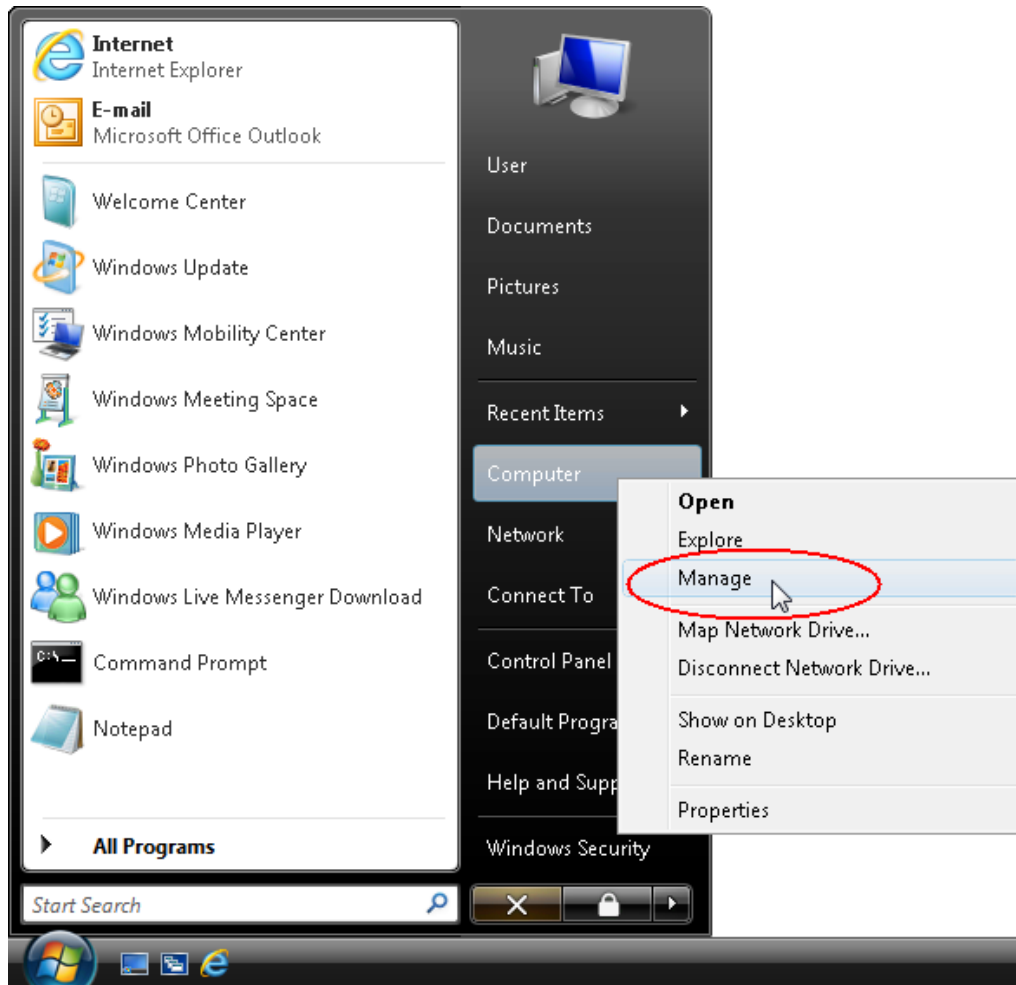 Internet
Internet Explorer
E-mail
Microsoft Office Outlook
Welcome Center
Windows Update
Windows Mobility Center
Windows Meeting Space
Windows Photo Gallery
Windows Media Player
Windows Live Messenger Download
C:\
Command Prompt
Notepad
All Programs
Start Search
User
Documents
Pictures
Music
Recent Items
Computer
Network
Connect To
Control Panel
Default Progra
Help and Supp
Windows Security
Open
Explore
Manage
Map Network Drive...
Disconnect Network Drive...
Show on Desktop
Rename
Properties